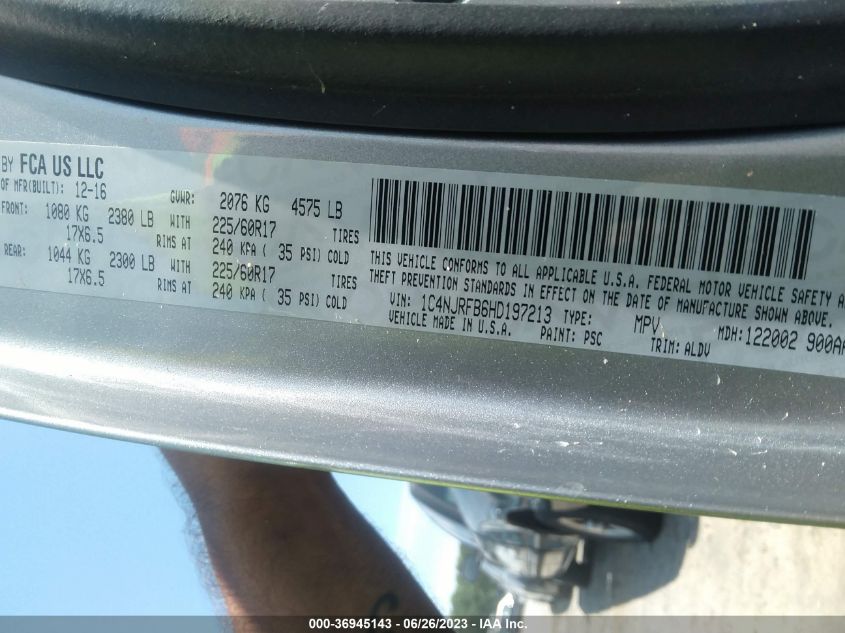 BY FCA US LLC
OF MFR(BUILT): 12-16
GVWR: 2076 KG 4575 LB
FRONT: 1080 KG 2380 LB WITH 225/60R17 TIRES
17X6.5 RIMS AT 240 KPA ( 35 PSI) COLD
REAR: 1044 KG 2300 LB WITH 225/60R17 TIRES
17X6.5 RIMS AT 240 KPA ( 35 PSI) COLD
THIS VEHICLE CONFORMS TO ALL APPLICABLE U.S.A. FEDERAL MOTOR VEHICLE SAFETY
THEFT PREVENTION STANDARDS IN EFFECT ON THE DATE OF MANUFACTURE SHOWN ABOVE.
VIN: 1C4NJRFB6HD197213 TYPE: MPV MDH:122002 900AA
VEHICLE MADE IN U.S.A. PAINT: PSC TRIM: ALDV
000-36945143 - 06/26/2023 - IAA Inc.